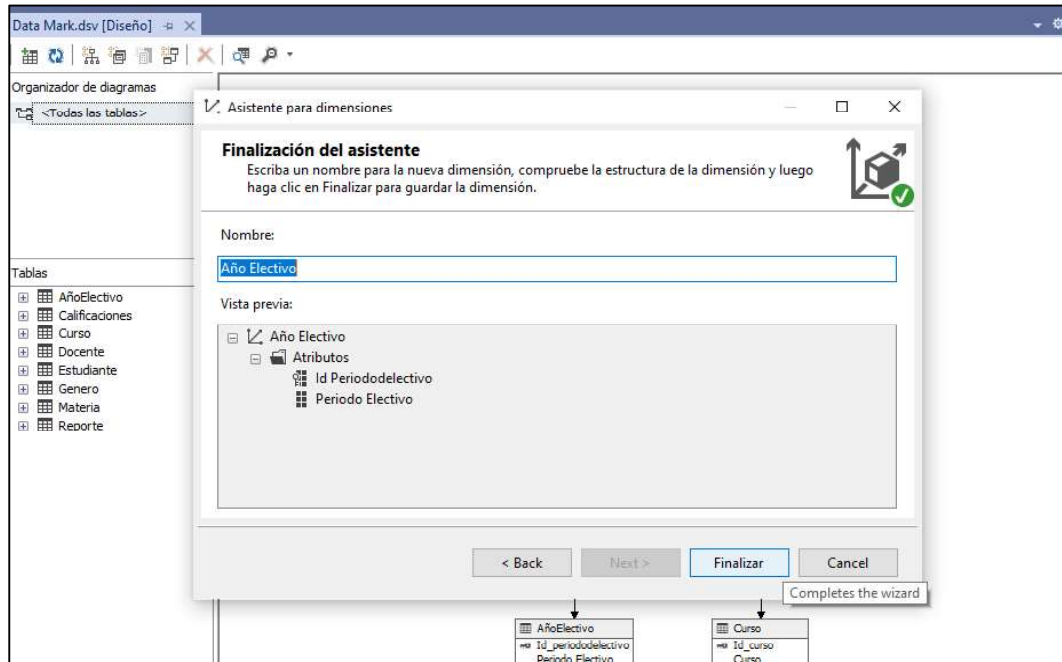 Data Mark.dsv [Diseño]
Organizador de diagramas
<Todas las tablas>
Tablas
AñoElectivo
Calificaciones
Curso
Docente
Estudiante
Genero
Materia
Reporte
Asistente para dimensiones
Finalización del asistente
Escriba un nombre para la nueva dimensión, compruebe la estructura de la dimensión y luego
haga clic en Finalizar para guardar la dimensión.
Nombre:
Año Electivo
Vista previa:
Año Electivo
Atributos
Id Periododelectivo
Periodo Electivo
< Back
Next >
Finalizar
Cancel
Completes the wizard
AñoElectivo
Id_periododelectivo
Periodo Electivo
Curso
Id_curso
Curso